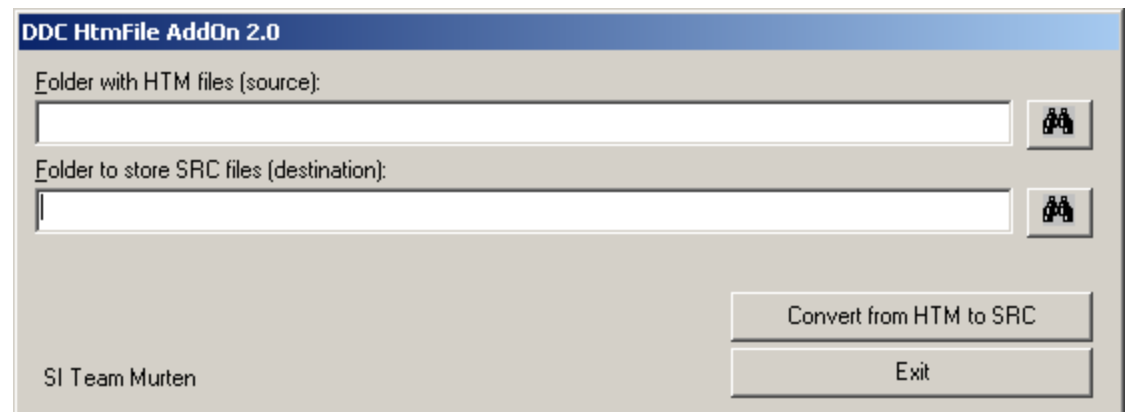 DDC HtmFile AddOn 2.0
Folder with HTM files (source):
Folder to store SRC files (destination):
Convert from HTM to SRC
SI Team Murten
Exit